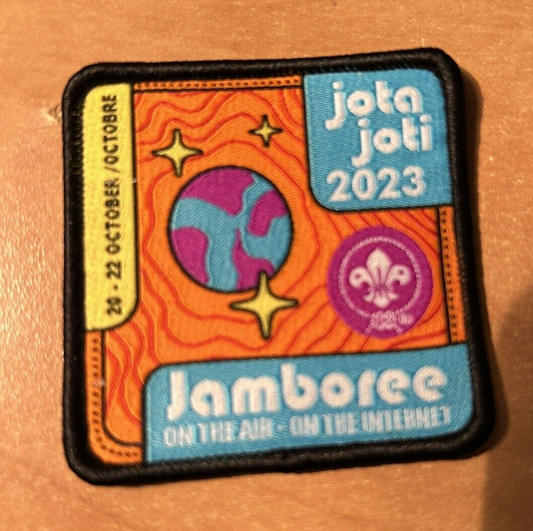 20 - 22 OCTOBER / OCTOBRE
jota
joti
2023
Jamboree
ON THE AIR - ON THE INTERNET